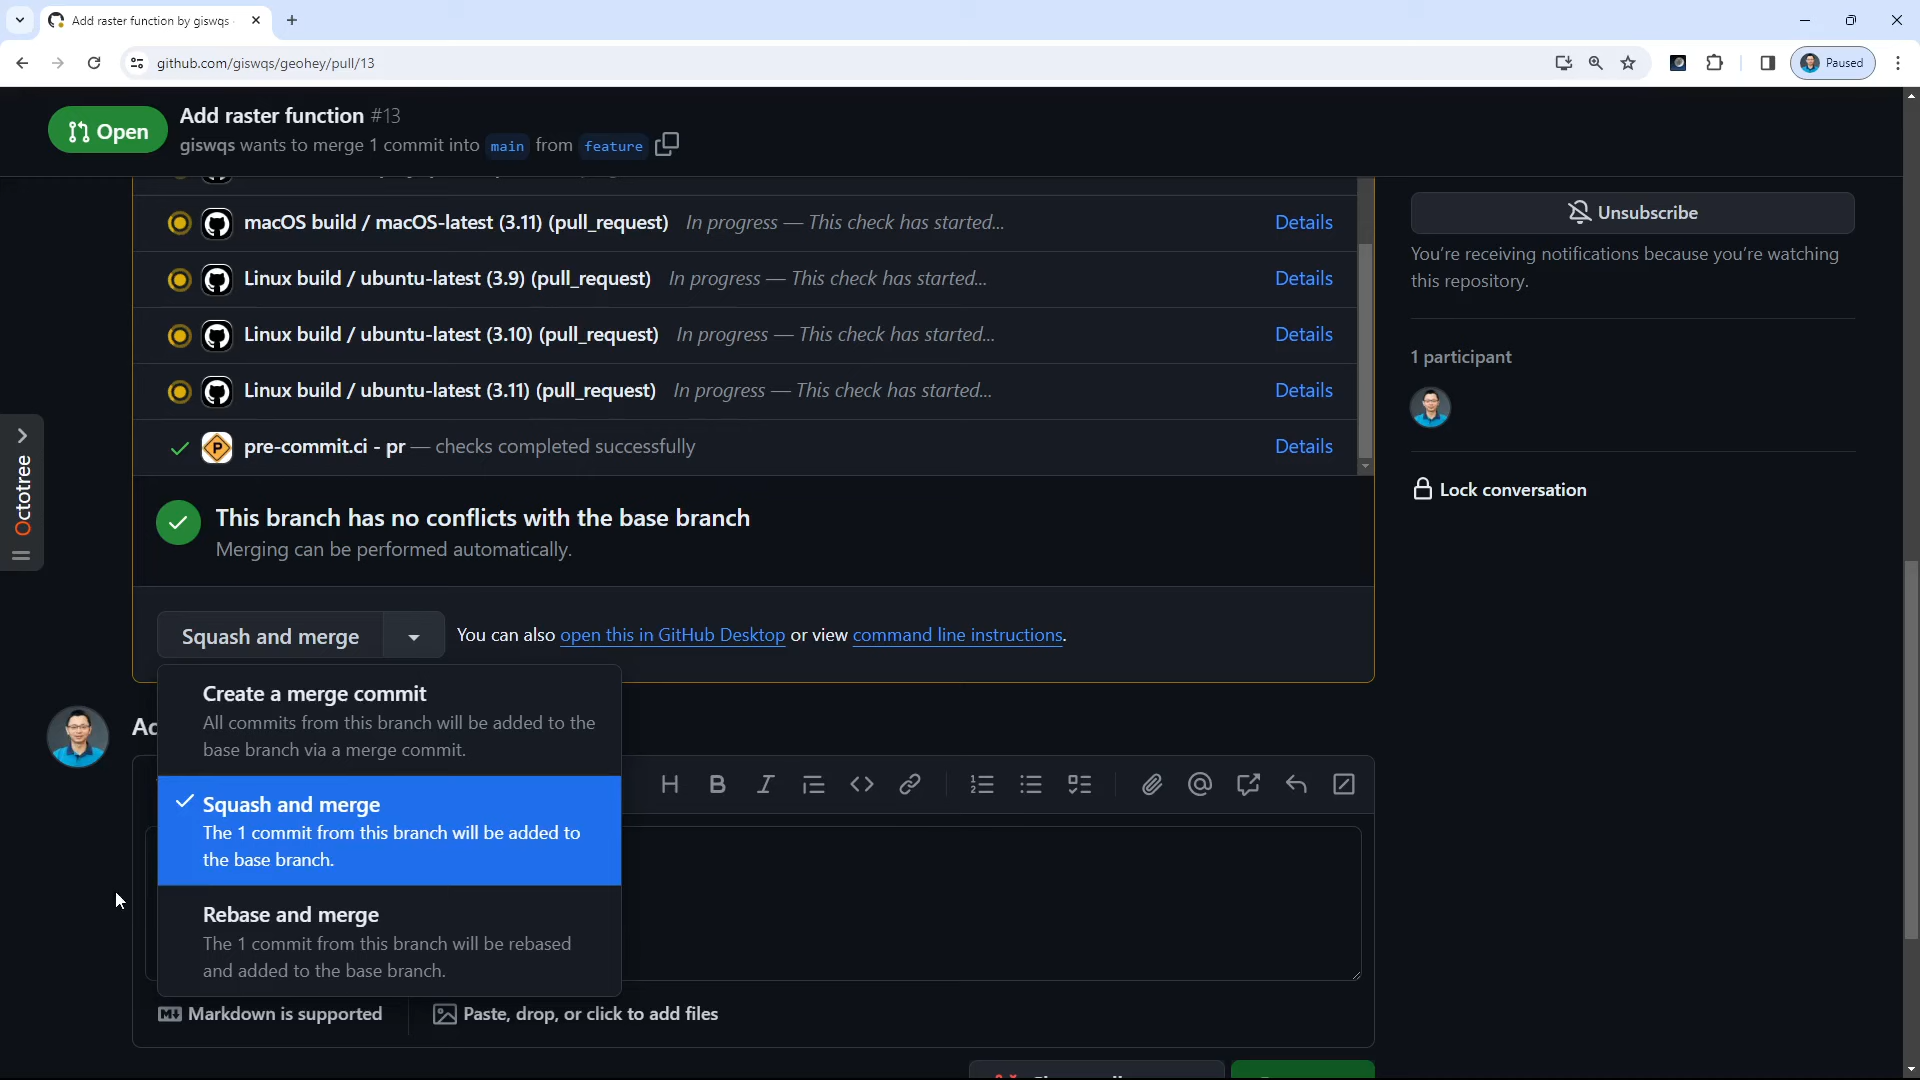 Add raster function by giswqs
github.com/giswqs/geohey/pull/13
Paused
Open
Add raster function #13
giswqs wants to merge 1 commit into main from feature
macOS build / macOS-latest (3.11) (pull_request) In progress — This check has started... Details
Linux build / ubuntu-latest (3.9) (pull_request) In progress — This check has started... Details
Linux build / ubuntu-latest (3.10) (pull_request) In progress — This check has started... Details
Linux build / ubuntu-latest (3.11) (pull_request) In progress — This check has started... Details
pre-commit.ci - pr — checks completed successfully Details
This branch has no conflicts with the base branch
Merging can be performed automatically.
Squash and merge
You can also open this in GitHub Desktop or view command line instructions.
Create a merge commit
All commits from this branch will be added to the
base branch via a merge commit.
Squash and merge
The 1 commit from this branch will be added to
the base branch.
Rebase and merge
The 1 commit from this branch will be rebased
and added to the base branch.
Markdown is supported
Paste, drop, or click to add files
Unsubscribe
You're receiving notifications because you're watching
this repository.
1 participant
Lock conversation
Octotree